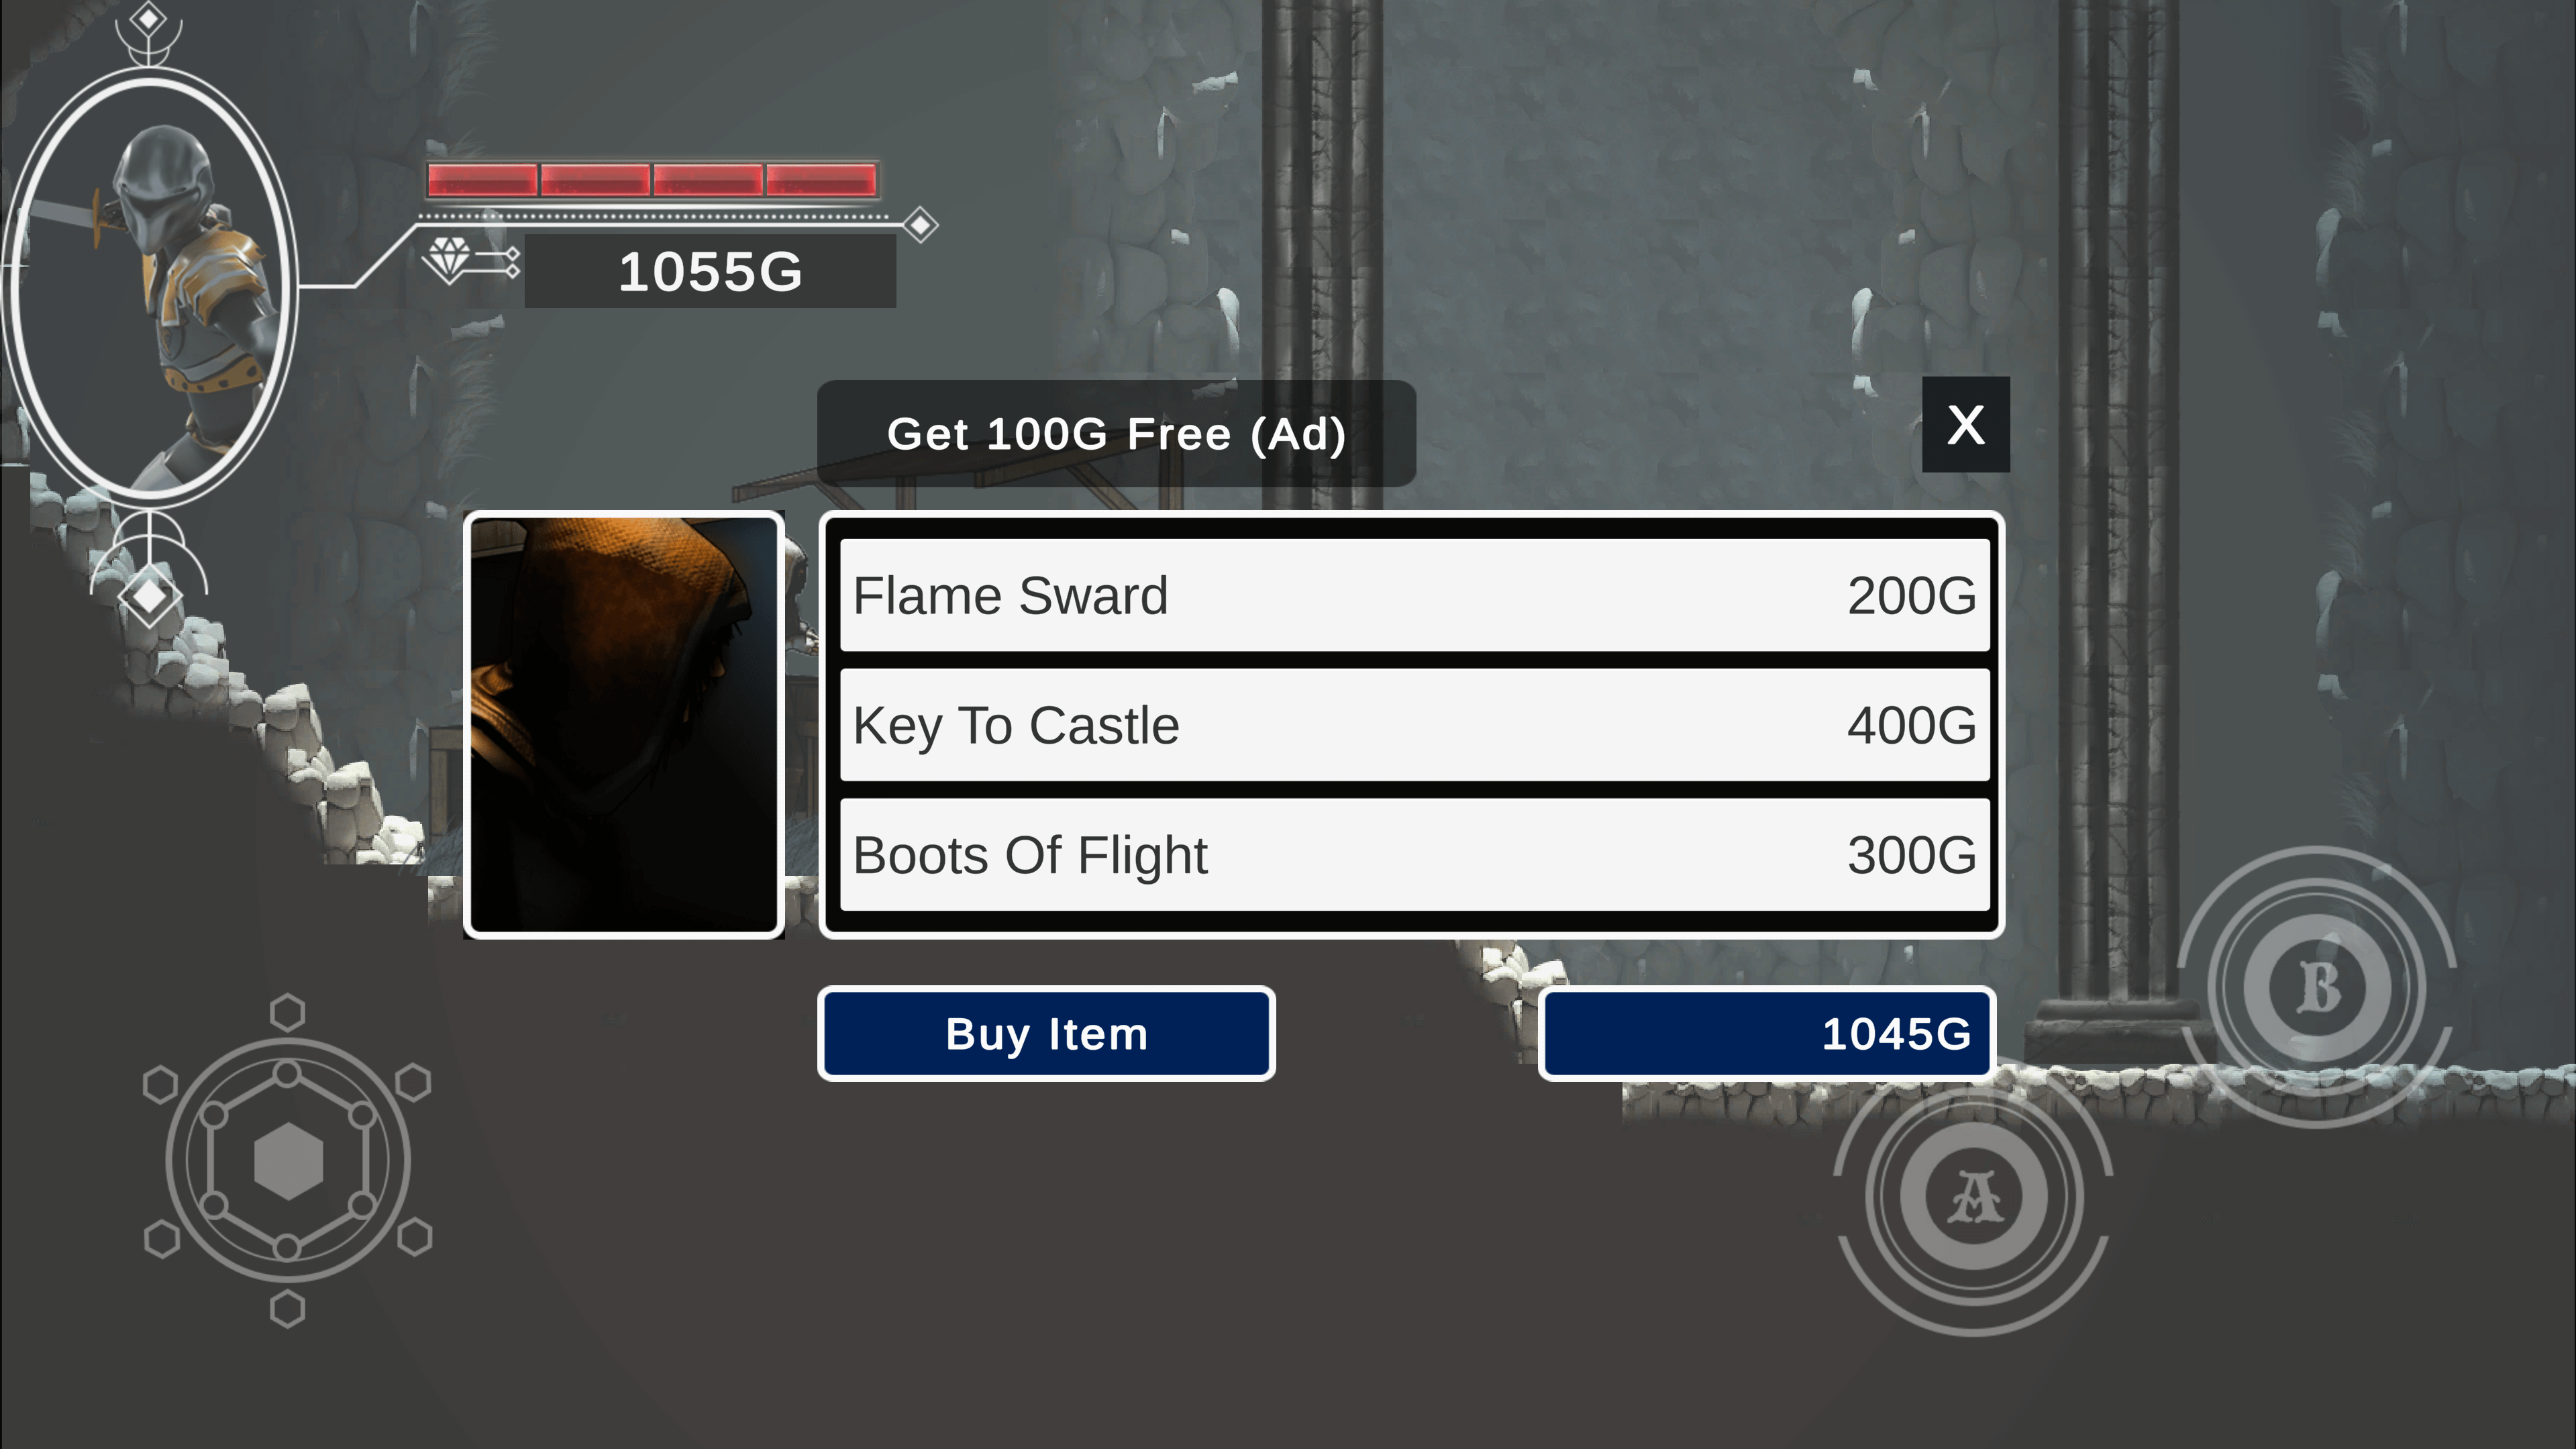 1055G
Get 100G Free (Ad)
X
Flame Sward 200G
Key To Castle 400G
Boots Of Flight 300G
Buy Item
1045G
B
A